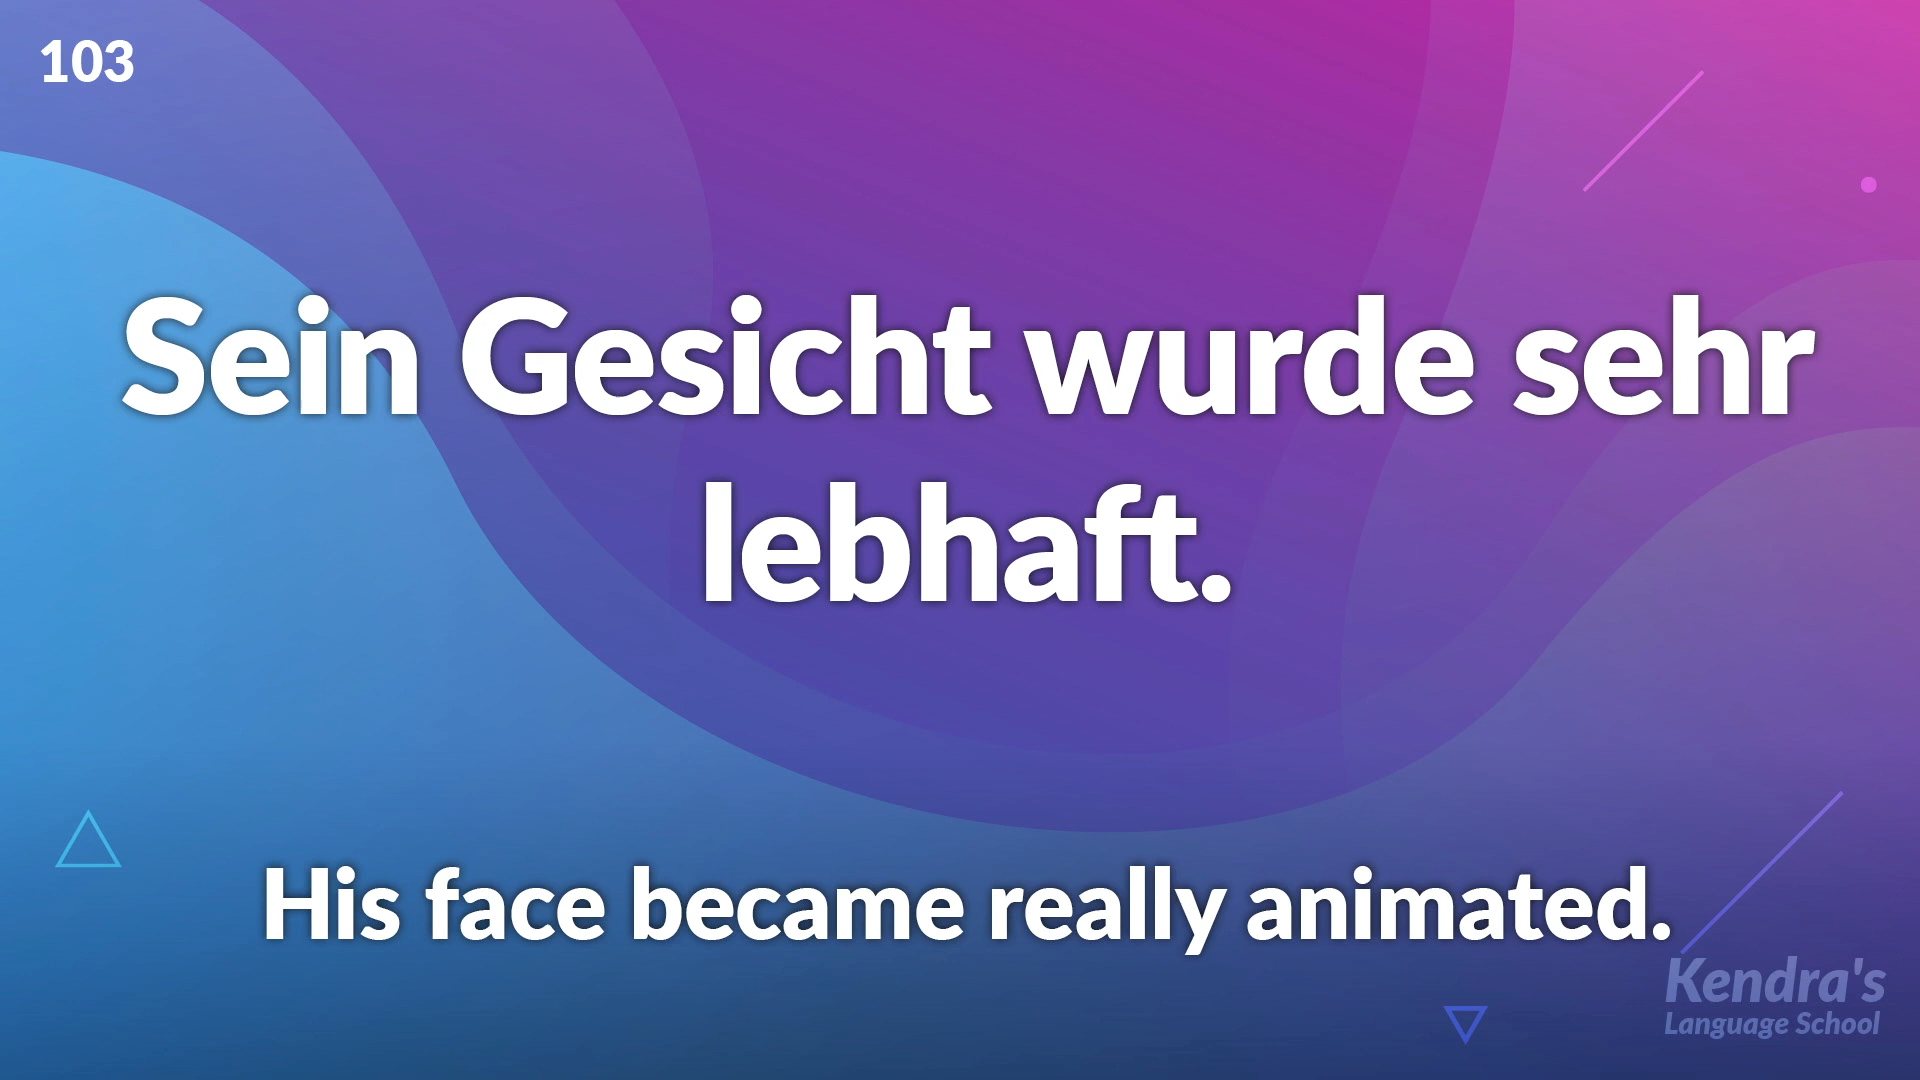 103
Sein Gesicht wurde sehr
lebhaft.
His face became really animated.
Kendra's
Language School